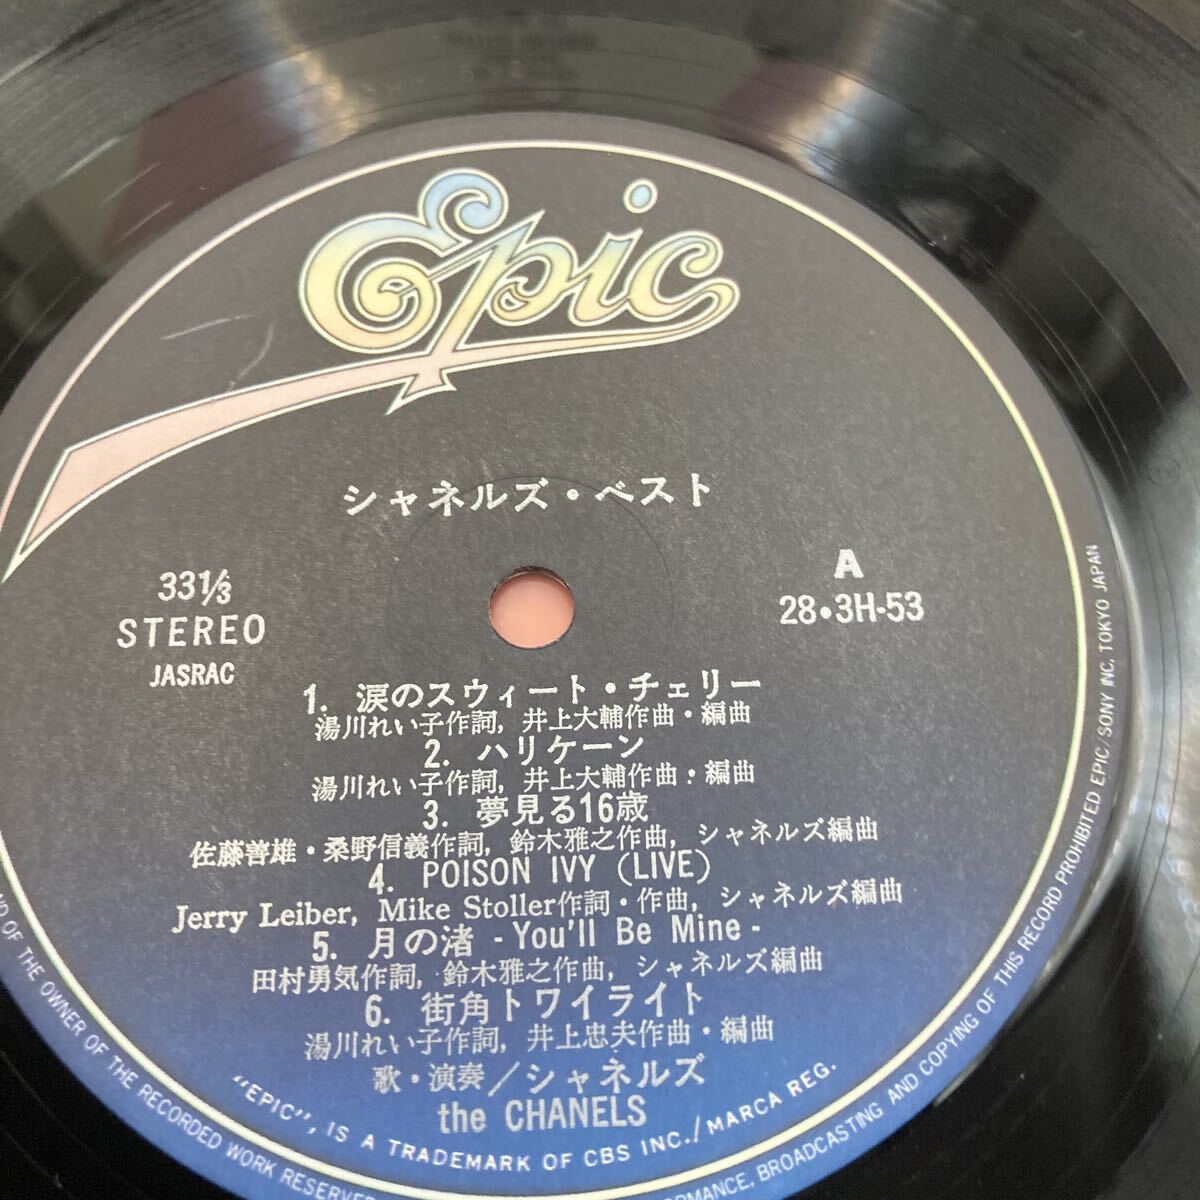 Epic
シャネルズ・ベスト
33⅓
STEREO
JASRAC
A
28・3H-53
1. 涙のスウィート・チェリー
湯川れい子作詞, 井上大輔作曲・編曲
2. ハリケーン
湯川れい子作詞, 井上大輔作曲・編曲
3. 夢見る16歳
佐藤善雄・桑野信義作詞, 鈴木雅之作曲, シャネルズ編曲
4. POISON IVY (LIVE)
Jerry Leiber, Mike Stoller作詞・作曲, シャネルズ編曲
5. 月の渚 -You'll Be Mine-
田村勇気作詞, 鈴木雅之作曲, シャネルズ編曲
6. 街角トワイライト
湯川れい子作詞, 井上忠夫作曲・編曲
歌・演奏/シャネルズ
the CHANELS
"EPIC", IS A TRADEMARK OF CBS INC./MARCA REG.
OF THE OWNER OF THE RECORDED WORK RESERVED
BROADCASTING AND COPYING OF THIS RECORD PROHIBITED EPIC/SONY INC, TOKYO JAPAN